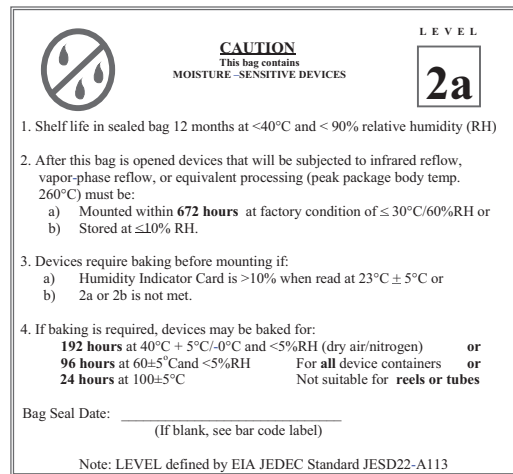 LEVEL
2a
CAUTION
This bag contains
MOISTURE –SENSITIVE DEVICES
1. Shelf life in sealed bag 12 months at <40°C and < 90% relative humidity (RH)
2. After this bag is opened devices that will be subjected to infrared reflow,
vapor-phase reflow, or equivalent processing (peak package body temp.
260°C) must be:
a) Mounted within 672 hours at factory condition of ≤ 30°C/60%RH or
b) Stored at ≤10% RH.
3. Devices require baking before mounting if:
a) Humidity Indicator Card is >10% when read at 23°C ± 5°C or
b) 2a or 2b is not met.
4. If baking is required, devices may be baked for:
192 hours at 40°C + 5°C/-0°C and <5%RH (dry air/nitrogen) or
96 hours at 60±5°Cand <5%RH For all device containers or
24 hours at 100±5°C Not suitable for reels or tubes
Bag Seal Date: ____________________________
(If blank, see bar code label)
Note: LEVEL defined by EIA JEDEC Standard JESD22-A113